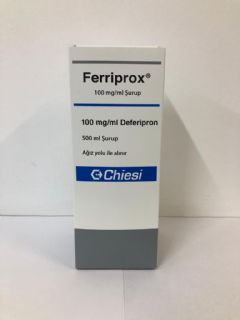 Ferriprox®
100 mg/ml Şurup
100 mg/ml Deferipron
500 ml Şurup
Ağız yolu ile alınır
Chiesi